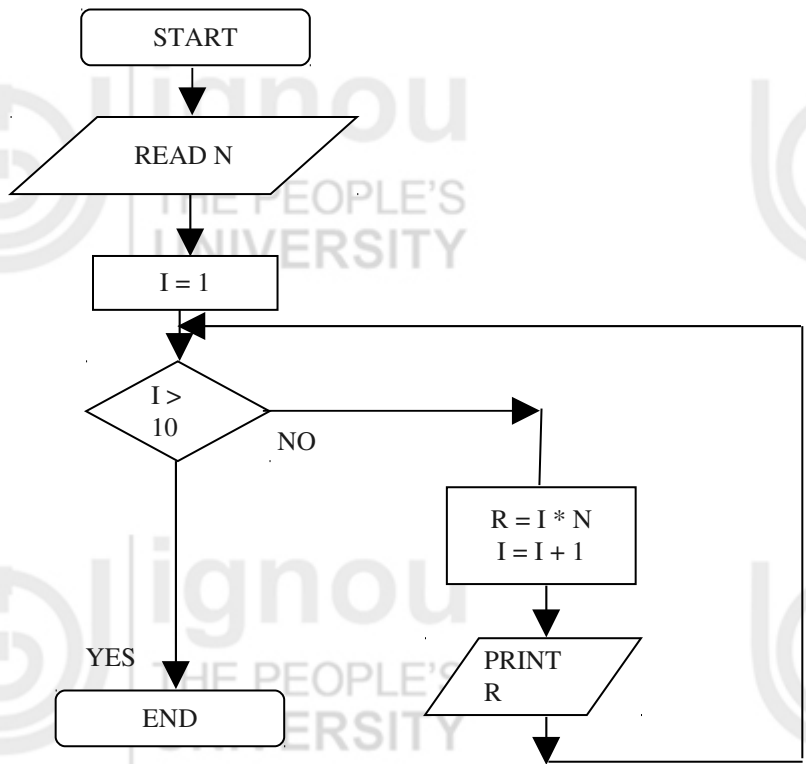 START
ignou
READ N
THE PEOPLE'S
UNIVERSITY
I = 1
I >
10
NO
R = I * N
I = I + 1
ignou
YES
THE PEOPLE'S
PRINT
R
END
UNIVERSITY